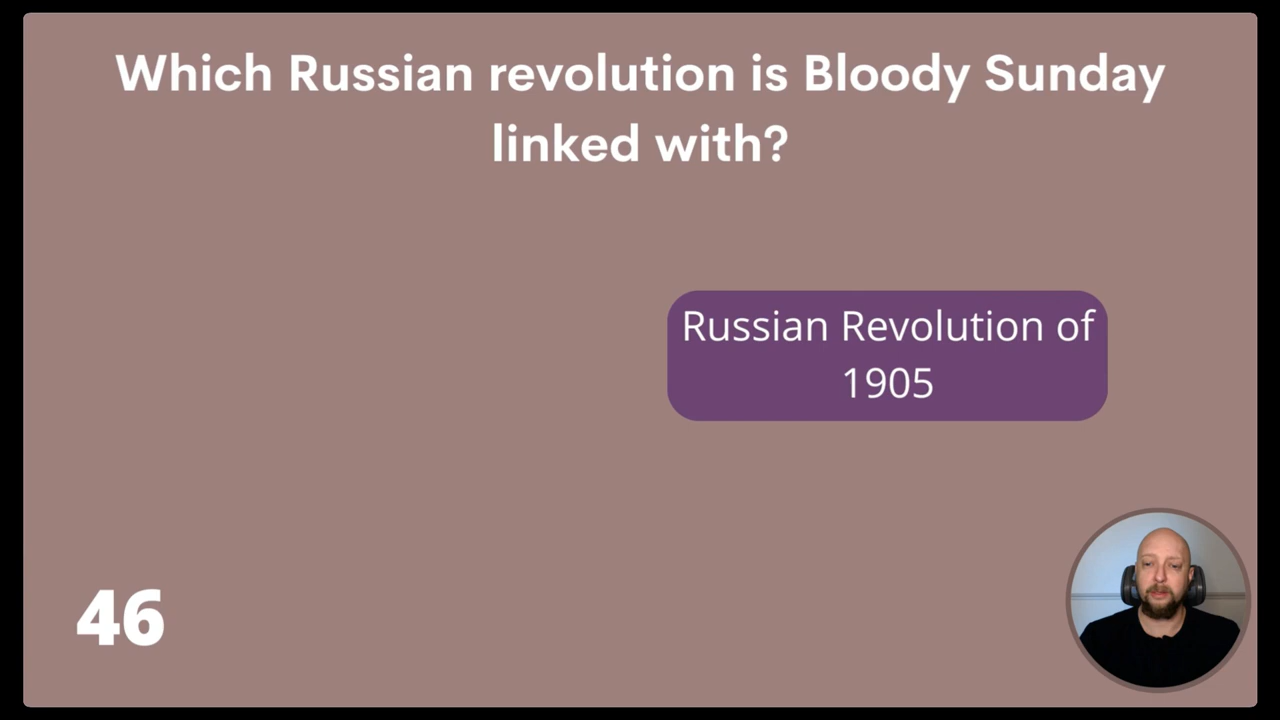 Which Russian revolution is Bloody Sunday
linked with?
Russian Revolution of
1905
46